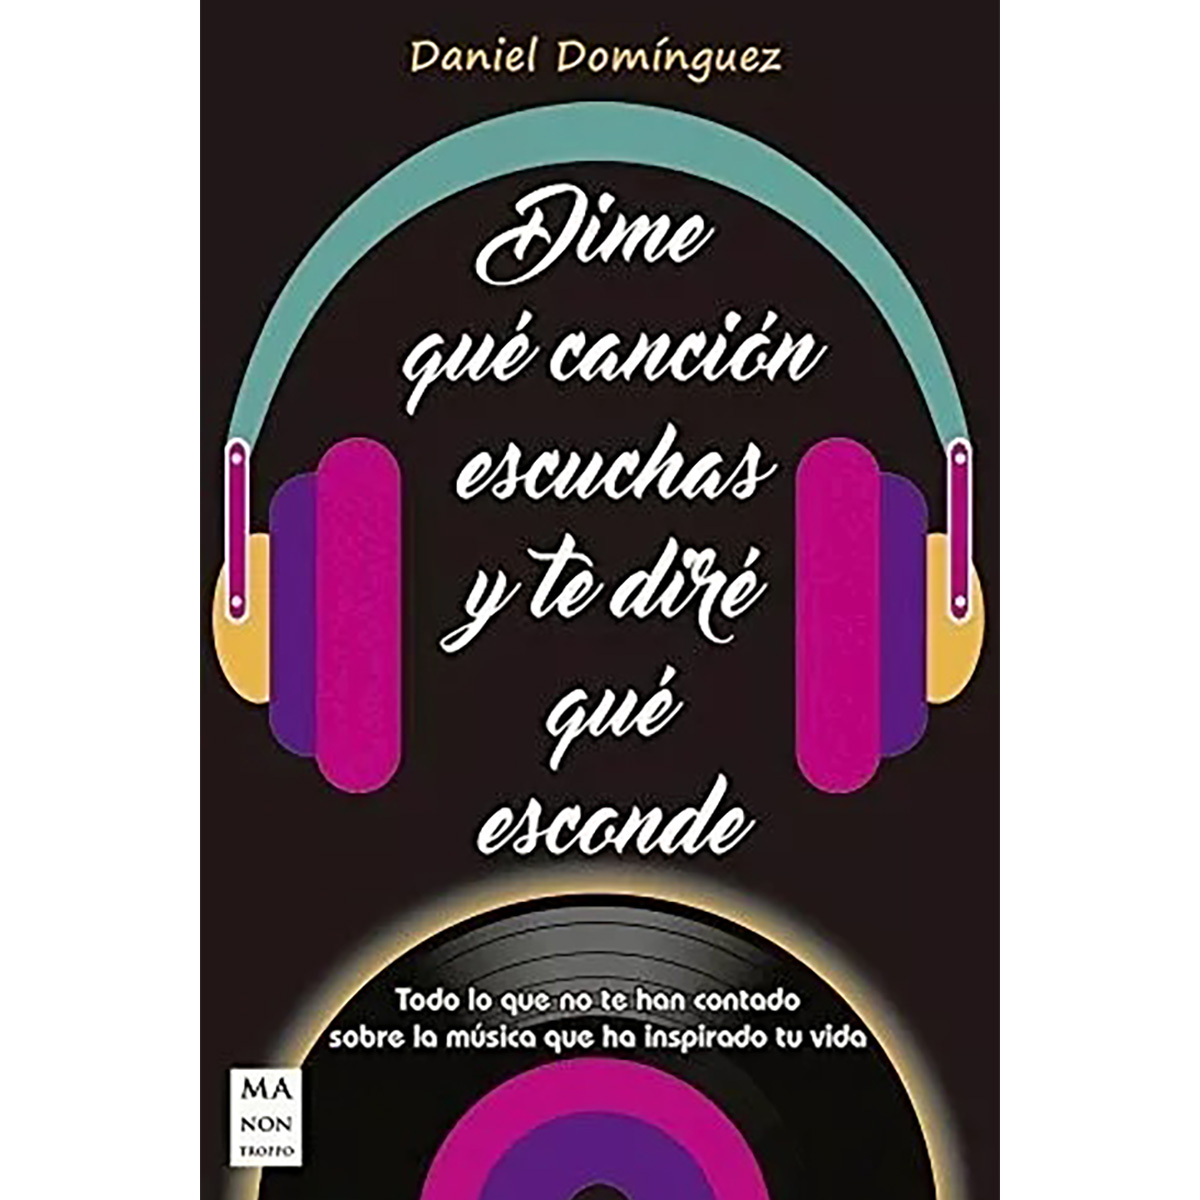 Daniel Domínguez
Dime
qué canción
escuchas
y te diré
qué
esconde
Todo lo que no te han contado
sobre la música que ha inspirado tu vida
MA
NON
TROPPO